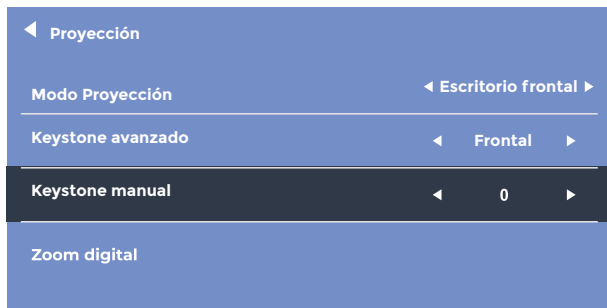 Proyección
Modo Proyección Escritorio frontal
Keystone avanzado Frontal
Keystone manual 0
Zoom digital